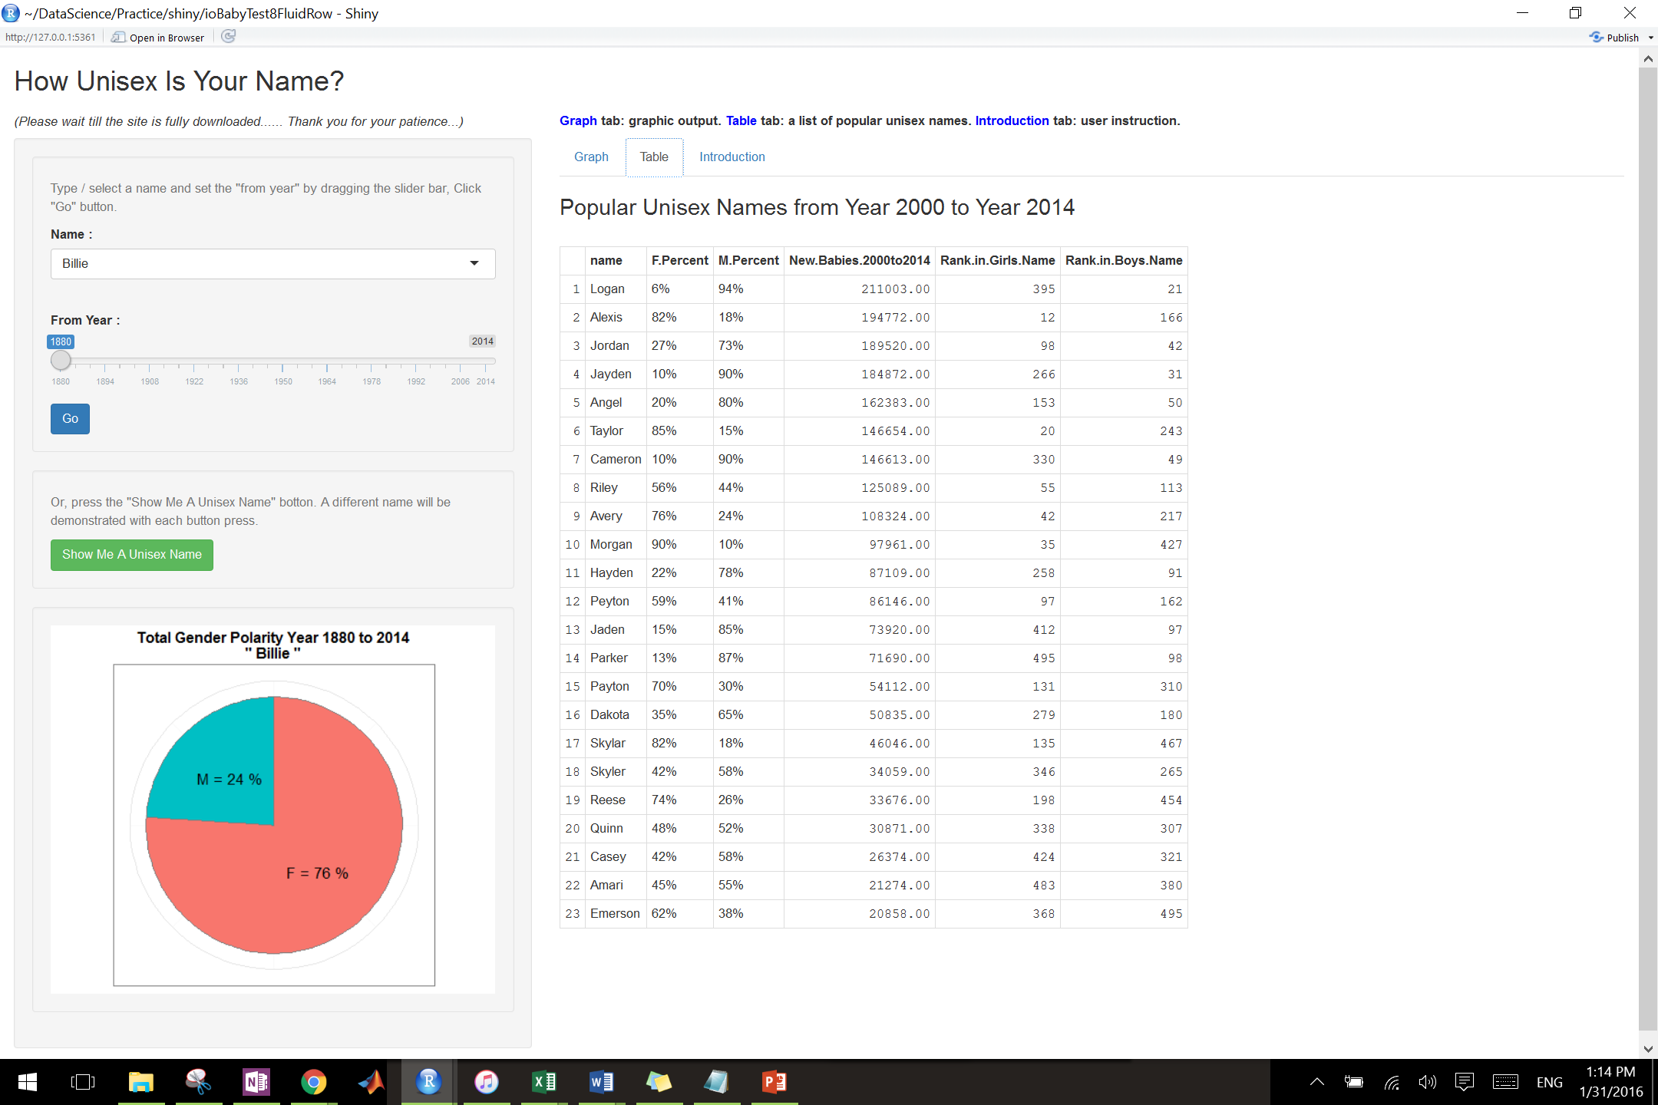 ~/DataScience/Practice/shiny/ioBabyTest8FluidRow - Shiny
http://127.0.0.1:5361 Open in Browser Publish
How Unisex Is Your Name?
(Please wait till the site is fully downloaded...... Thank you for your patience...)
Type / select a name and set the "from year" by dragging the slider bar, Click
"Go" button.
Name :
Billie
From Year :
1880 2014
1880 1894 1908 1922 1936 1950 1964 1978 1992 2006 2014
Go
Or, press the "Show Me A Unisex Name" botton. A different name will be
demonstrated with each button press.
Show Me A Unisex Name
Total Gender Polarity Year 1880 to 2014
" Billie "
M = 24 %
F = 76 %
Graph tab: graphic output. Table tab: a list of popular unisex names. Introduction tab: user instruction.
Graph Table Introduction
Popular Unisex Names from Year 2000 to Year 2014
name F.Percent M.Percent New.Babies.2000to2014 Rank.in.Girls.Name Rank.in.Boys.Name
1 Logan 6% 94% 211003.00 395 21
2 Alexis 82% 18% 194772.00 12 166
3 Jordan 27% 73% 189520.00 98 42
4 Jayden 10% 90% 184872.00 266 31
5 Angel 20% 80% 162383.00 153 50
6 Taylor 85% 15% 146654.00 20 243
7 Cameron 10% 90% 146613.00 330 49
8 Riley 56% 44% 125089.00 55 113
9 Avery 76% 24% 108324.00 42 217
10 Morgan 90% 10% 97961.00 35 427
11 Hayden 22% 78% 87109.00 258 91
12 Peyton 59% 41% 86146.00 97 162
13 Jaden 15% 85% 73920.00 412 97
14 Parker 13% 87% 71690.00 495 98
15 Payton 70% 30% 54112.00 131 310
16 Dakota 35% 65% 50835.00 279 180
17 Skylar 82% 18% 46046.00 135 467
18 Skyler 42% 58% 34059.00 346 265
19 Reese 74% 26% 33676.00 198 454
20 Quinn 48% 52% 30871.00 338 307
21 Casey 42% 58% 26374.00 424 321
22 Amari 45% 55% 21274.00 483 380
23 Emerson 62% 38% 20858.00 368 495
ENG
1:14 PM
1/31/2016